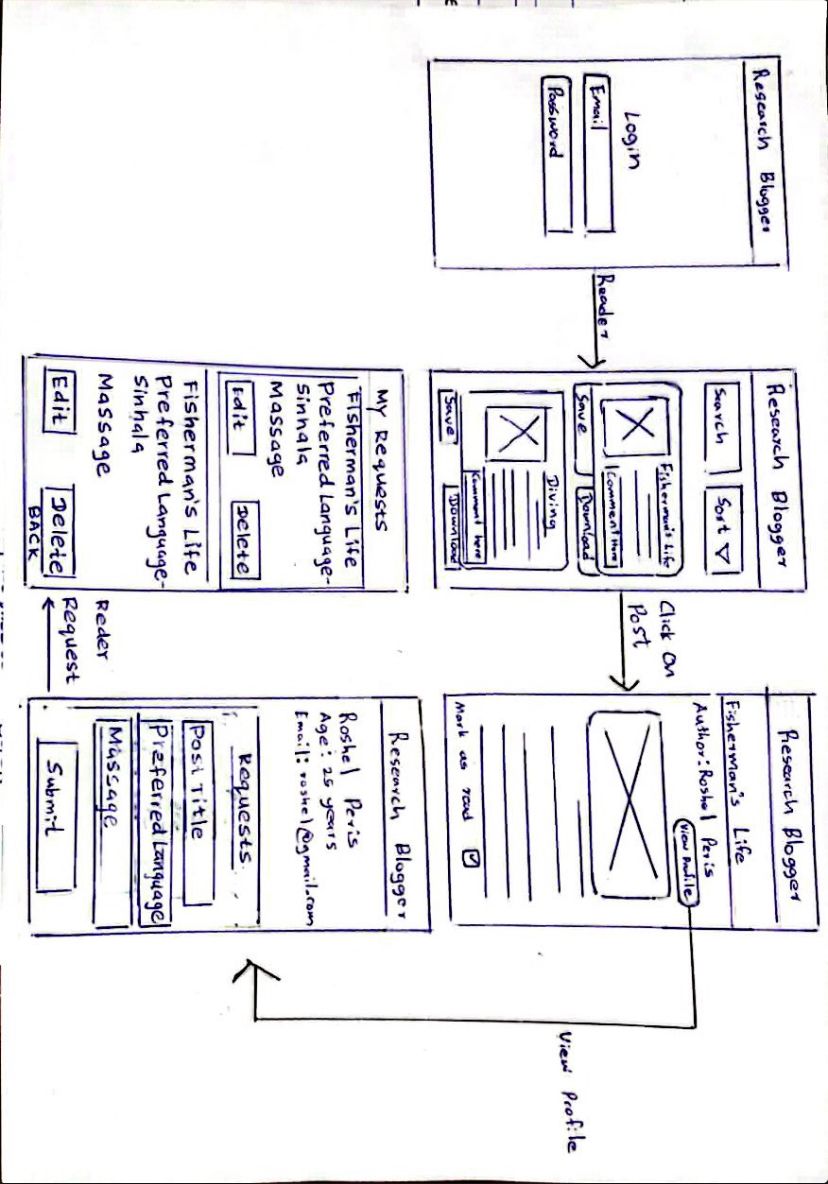 Research Blogger
Login
Email
Password
Reader
Research Blogger
Search
Sort
Fisherman's Life
Comment Here
Save
Download
Diving
Komment here
Save
Download
Click On
Post
Research Blogger
Fisherman's Life
Author: Roshel Peris
View Profile
Mark as read
View Profile
Research Blogger
Roshel Peris
Age: 25 years
Email: roshel@gmail.com
Requests
Post Title
Preferred Language
Massage
Submit
Reder
Request
My Requests
Fisherman's Life
Preferred Language-
Sinhala
Massage
Edit
Delete
Fisherman's Life
Preferred Language-
Sinhala
Massage
Edit
Delete
BACK